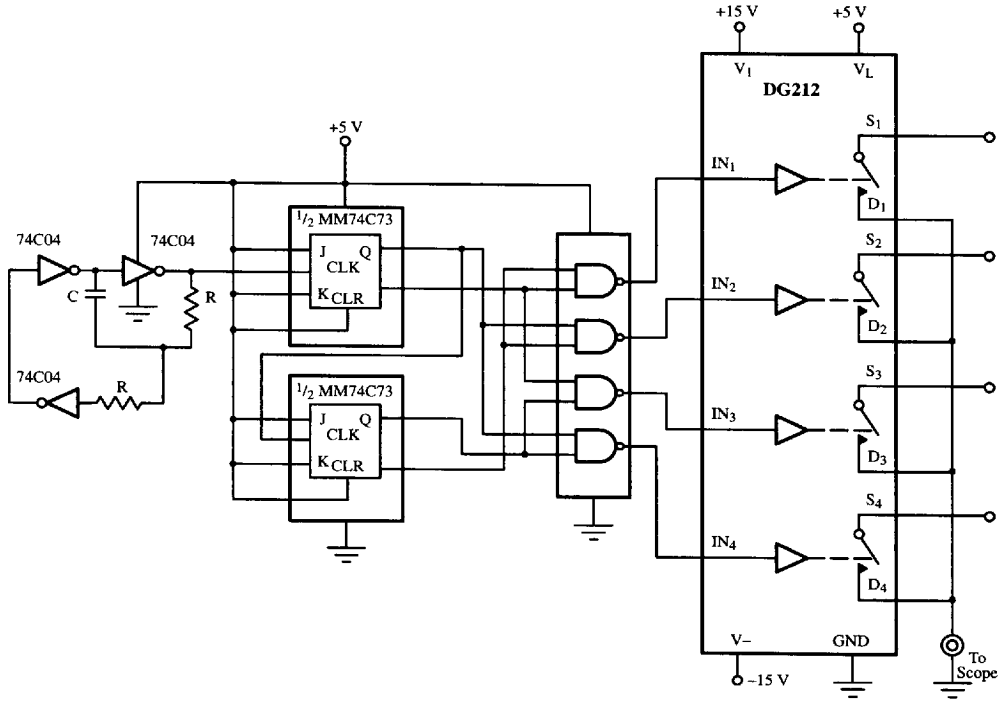 +15 V
+5 V
V1
VL
DG212
+5 V
S1
1/2 MM74C73
IN1
D1
74C04
74C04
J Q
CLK
K CLR
S2
C
R
IN2
D2
74C04
R
1/2 MM74C73
S3
J Q
CLK
K CLR
IN3
D3
S4
IN4
D4
V–
GND
–15 V
To
Scope